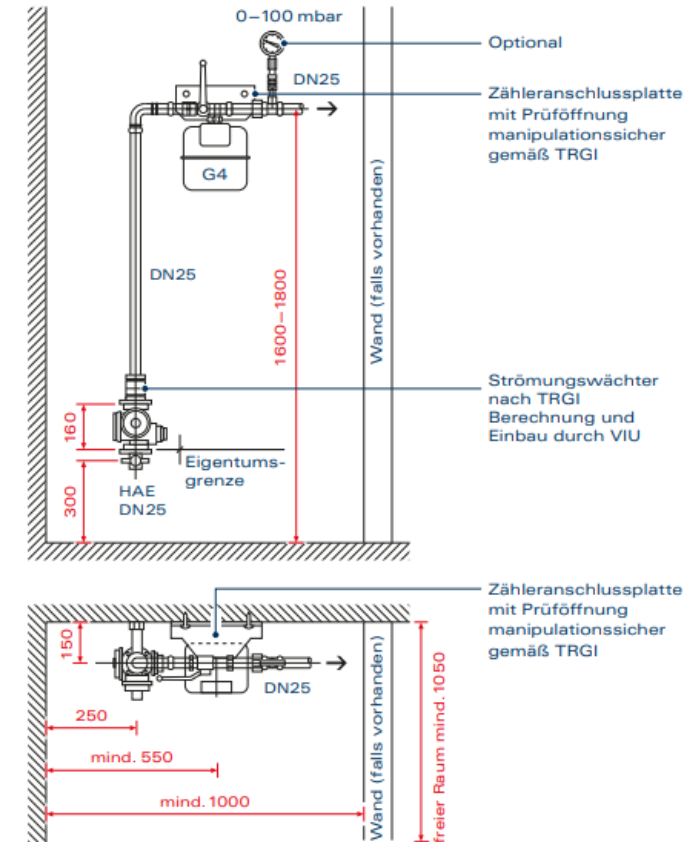 0–100 mbar
Optional
DN25
Zähleranschlussplatte
mit Prüföffnung
manipulationssicher
gemäß TRGI
G4
Wand (falls vorhanden)
DN25
1600–1800
Strömungswächter
nach TRGI
Berechnung und
Einbau durch VIU
160
Eigentums-
grenze
HAE
DN25
300
Zähleranschlussplatte
mit Prüföffnung
manipulationssicher
gemäß TRGI
150
DN25
250
mind. 550
mind. 1000
Wand (falls vorhanden)
freier Raum mind. 1050